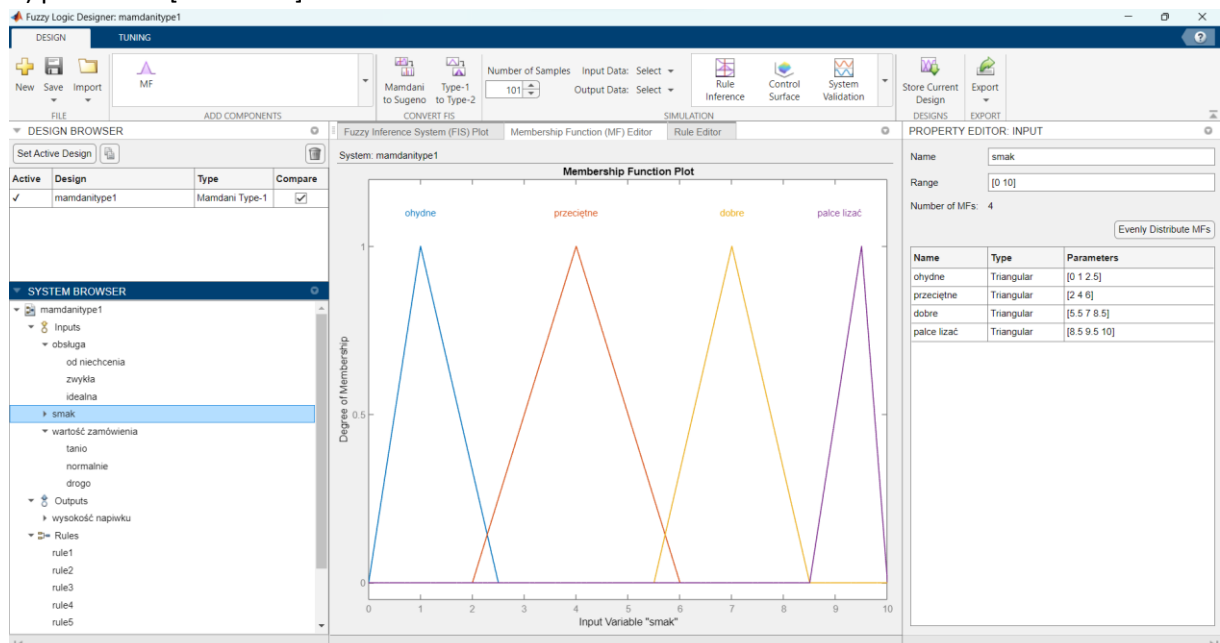 Fuzzy Logic Designer: mamdanitype1
DESIGN TUNING
New Save Import
MF
Mamdani to Sugeno
Type-1 to Type-2
Number of Samples 101
Input Data: Select
Output Data: Select
Rule Inference
Control Surface
System Validation
Store Current Design
Export
FILE ADD COMPONENTS CONVERT FIS SIMULATION DESIGNS EXPORT
DESIGN BROWSER
Set Active Design
Active Design Type Compare
mamdanitype1 Mamdani Type-1
SYSTEM BROWSER
mamdanitype1
Inputs
obsługa
od niechcenia
zwykła
idealna
smak
wartość zamówienia
tanio
normalnie
drogo
Outputs
wysokość napiwku
Rules
rule1
rule2
rule3
rule4
rule5
Fuzzy Inference System (FIS) Plot Membership Function (MF) Editor Rule Editor
System: mamdanitype1
Membership Function Plot
ohydne przeciętne dobre palce lizać
1
0.5
0
Degree of Membership
0 1 2 3 4 5 6 7 8 9 10
Input Variable "smak"
PROPERTY EDITOR: INPUT
Name smak
Range [0 10]
Number of MFs: 4
Evenly Distribute MFs
Name Type Parameters
ohydne Triangular [0 1 2.5]
przeciętne Triangular [2 4 6]
dobre Triangular [5.5 7 8.5]
palce lizać Triangular [8.5 9.5 10]